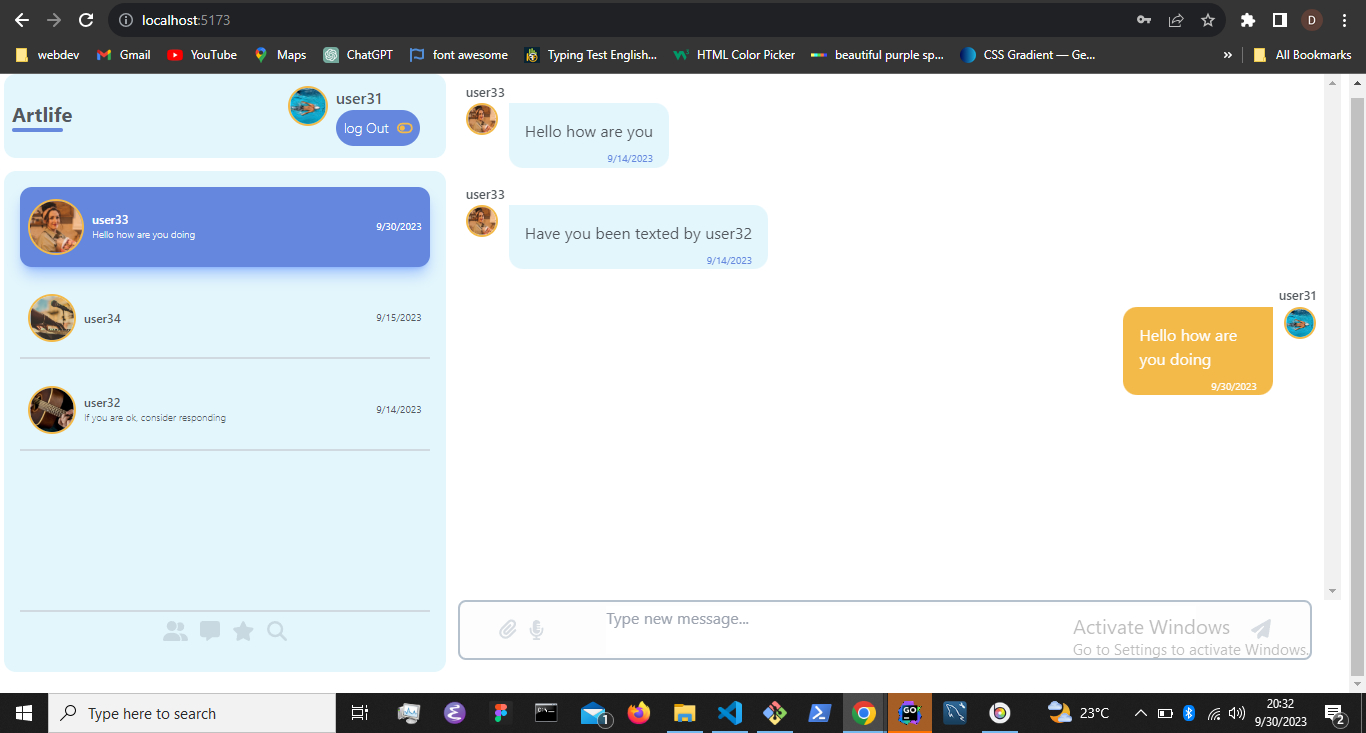 localhost:5173
D
webdev
Gmail
YouTube
Maps
ChatGPT
font awesome
Typing Test English...
HTML Color Picker
beautiful purple sp...
CSS Gradient — Ge...
»
All Bookmarks
Artlife
user31
log Out
user33
Hello how are you doing
9/30/2023
user34
9/15/2023
user32
If you are ok, consider responding
9/14/2023
user33
Hello how are you
9/14/2023
user33
Have you been texted by user32
9/14/2023
user31
Hello how are
you doing
9/30/2023
Type new message...
Activate Windows
Go to Settings to activate Windows.
Type here to search
1
GO
23°C
20:32
9/30/2023
2